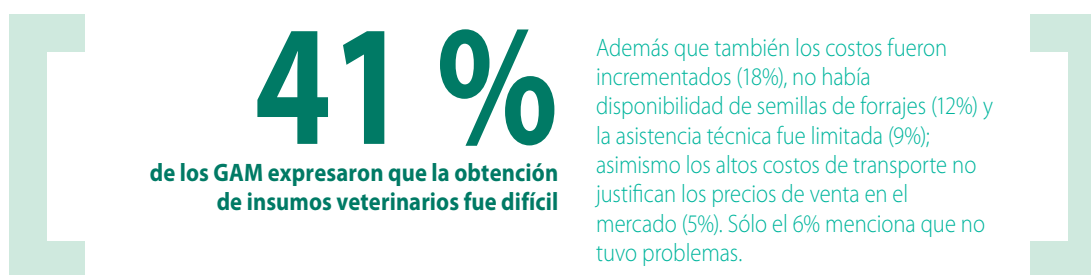 41 %
de los GAM expresaron que la obtención
de insumos veterinarios fue difícil
Además que también los costos fueron
incrementados (18%), no había
disponibilidad de semillas de forrajes (12%) y
la asistencia técnica fue limitada (9%);
asimismo los altos costos de transporte no
justifican los precios de venta en el
mercado (5%). Sólo el 6% menciona que no
tuvo problemas.